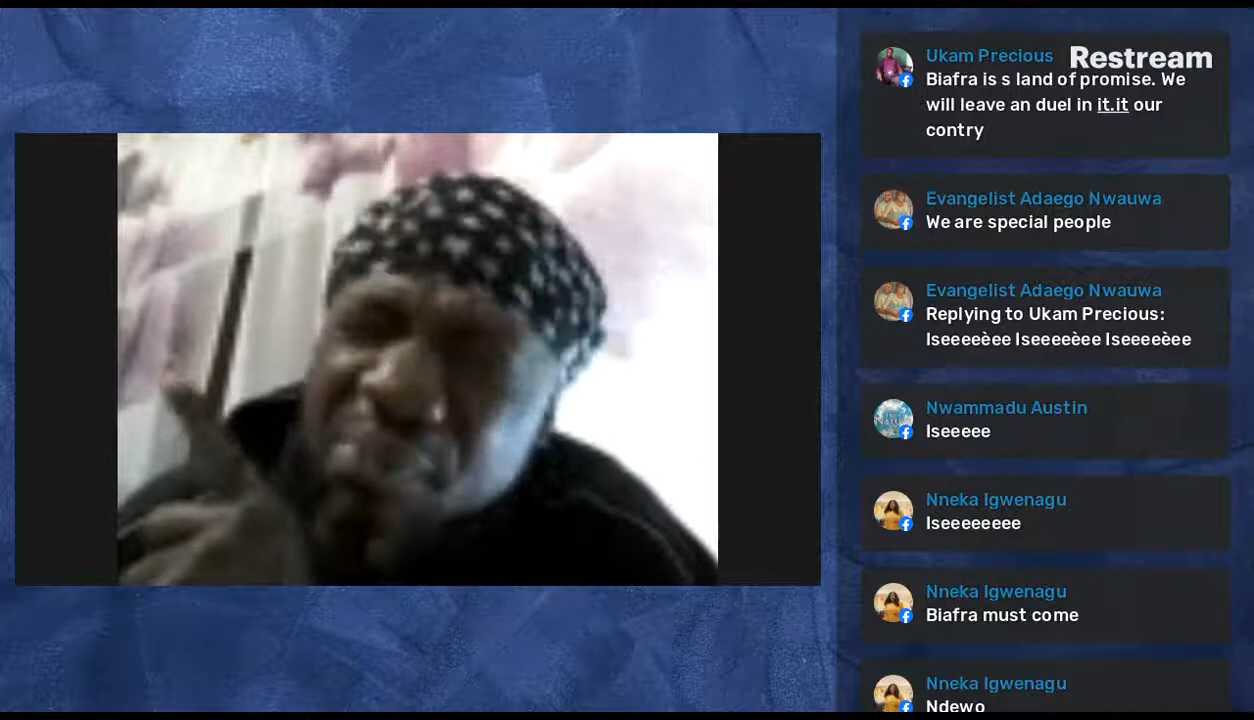 Restream
Ukam Precious
Biafra is s land of promise. We
will leave an duel in it.it our
contry
Evangelist Adaego Nwauwa
We are special people
Evangelist Adaego Nwauwa
Replying to Ukam Precious:
Iseeeeèee Iseeeeèee Iseeeeèee
Nwammadu Austin
Iseeeee
Nneka Igwenagu
Iseeeeeeee
Nneka Igwenagu
Biafra must come
Nneka Igwenagu
Ndewo